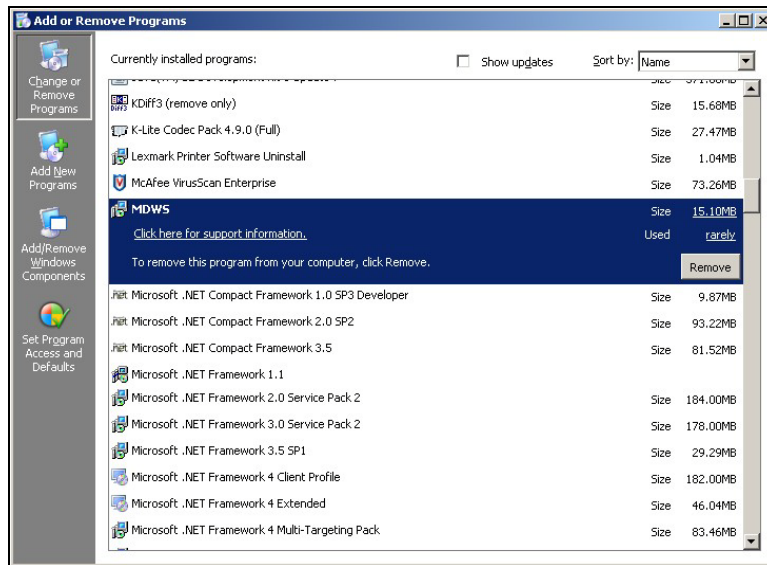 Add or Remove Programs
Change or
Remove
Programs
Add New
Programs
Add/Remove
Windows
Components
Set Program
Access and
Defaults
Currently installed programs: Show updates Sort by: Name
KDiff3 (remove only) Size 15.68MB
K-Lite Codec Pack 4.9.0 (Full) Size 27.47MB
Lexmark Printer Software Uninstall Size 1.04MB
McAfee VirusScan Enterprise Size 73.26MB
MDWS Size 15.10MB
Click here for support information. Used rarely
To remove this program from your computer, click Remove. Remove
Microsoft .NET Compact Framework 1.0 SP3 Developer Size 9.87MB
Microsoft .NET Compact Framework 2.0 SP2 Size 93.22MB
Microsoft .NET Compact Framework 3.5 Size 81.52MB
Microsoft .NET Framework 1.1
Microsoft .NET Framework 2.0 Service Pack 2 Size 184.00MB
Microsoft .NET Framework 3.0 Service Pack 2 Size 178.00MB
Microsoft .NET Framework 3.5 SP1 Size 29.29MB
Microsoft .NET Framework 4 Client Profile Size 182.00MB
Microsoft .NET Framework 4 Extended Size 46.04MB
Microsoft .NET Framework 4 Multi-Targeting Pack Size 83.46MB